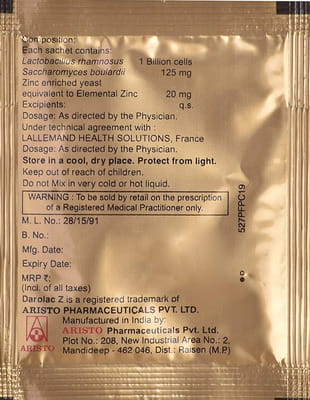 Composition:
Each sachet contains:
Lactobacillus rhamnosus 1 Billion cells
Saccharomyces boulardii 125 mg
Zinc enriched yeast
equivalent to Elemental Zinc 20 mg
Excipients: q.s.
Dosage: As directed by the Physician.
Under technical agreement with :
LALLEMAND HEALTH SOLUTIONS, France
Dosage: As directed by the Physician.
Store in a cool, dry place. Protect from light.
Keep out of reach of children.
Do not Mix in very cold or hot liquid.
WARNING : To be sold by retail on the prescription
of a Registered Medical Practitioner only.
M. L. No.: 28/15/91
B. No.:
Mfg. Date:
Expiry Date:
MRP ₹:
(Incl. of all taxes)
Darolac Z is a registered trademark of
ARISTO PHARMACEUTICALS PVT. LTD.
Manufactured in India by:
ARISTO Pharmaceuticals Pvt. Ltd.
Plot No.: 208, New Industrial Area No.: 2,
Mandideep - 462 046, Dist.: Raisen (M.P)
ARISTO
527PFPC19